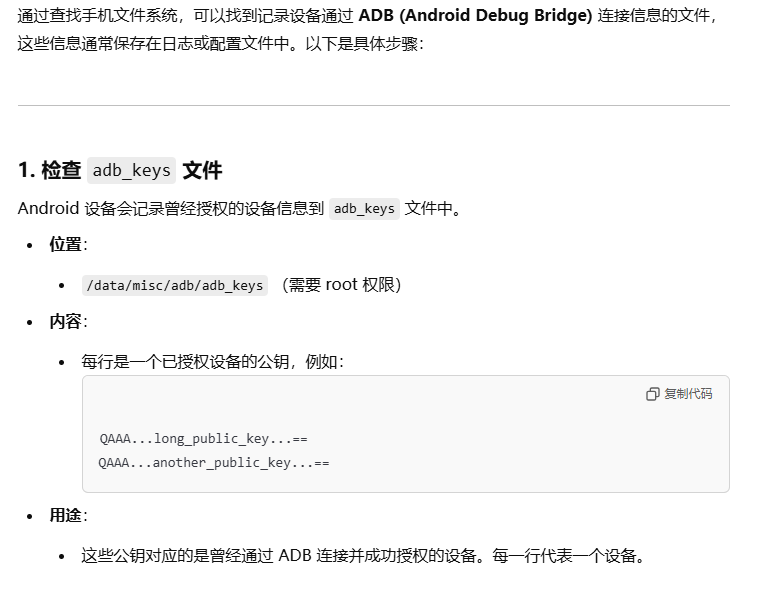 通过查找手机文件系统，可以找到记录设备通过 ADB (Android Debug Bridge) 连接信息的文件，
这些信息通常保存在日志或配置文件中。以下是具体步骤：
1. 检查 adb_keys 文件
Android 设备会记录曾经授权的设备信息到 adb_keys 文件中。
• 位置：
• /data/misc/adb/adb_keys （需要 root 权限）
• 内容：
• 每行是一个已授权设备的公钥，例如：
复制代码
QAAA...long_public_key...==
QAAA...another_public_key...==
• 用途：
• 这些公钥对应的是曾经通过 ADB 连接并成功授权的设备。每一行代表一个设备。